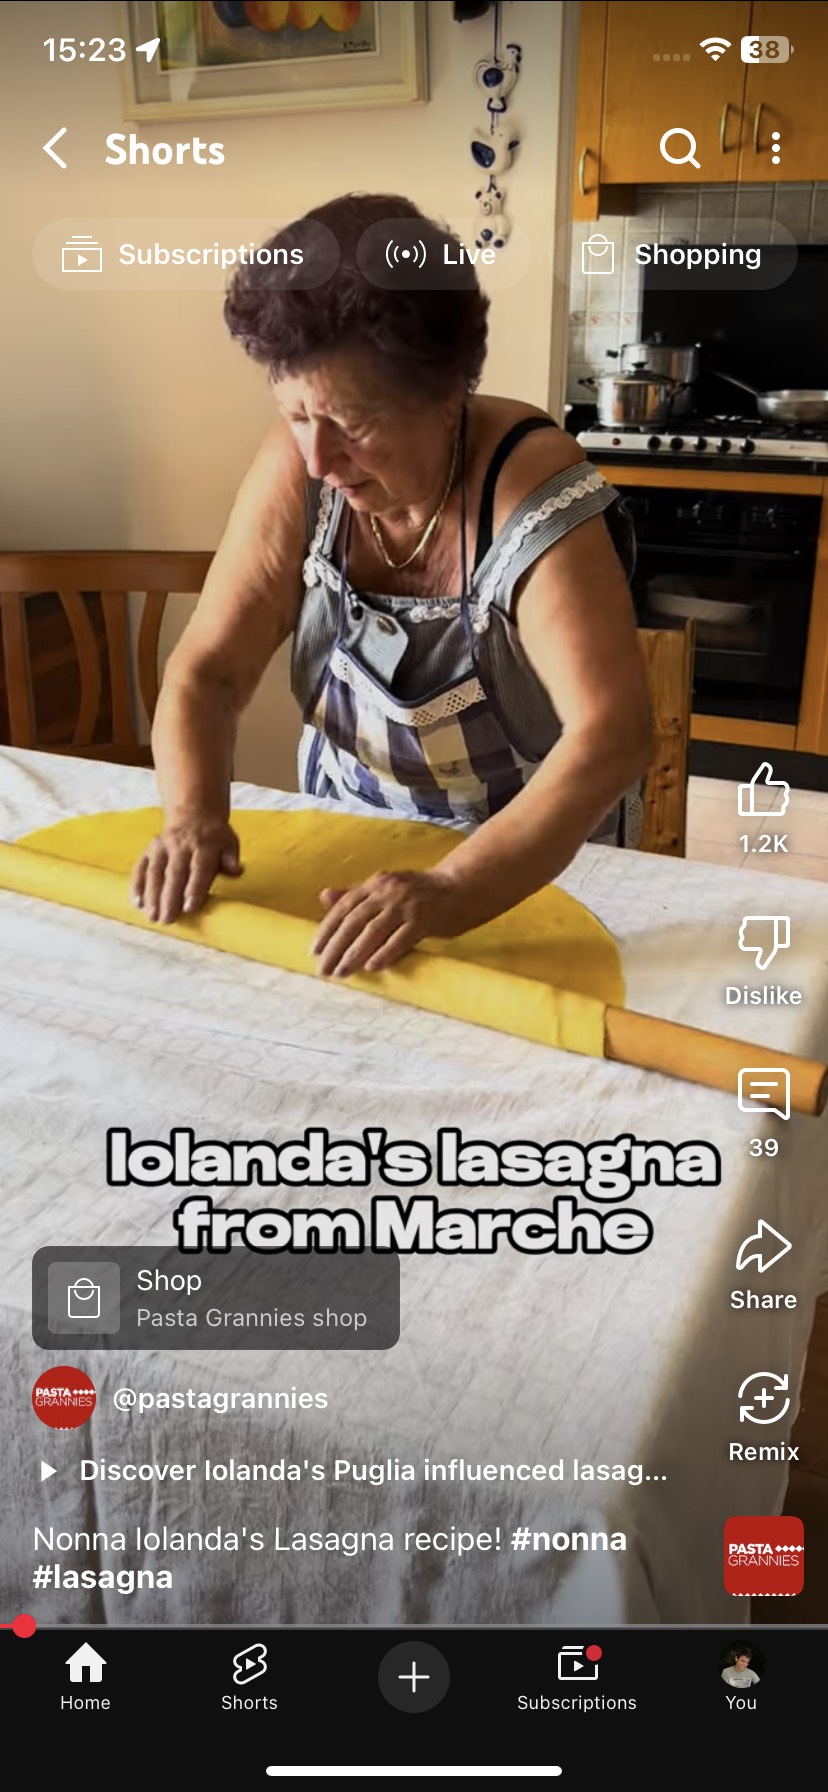 15:23
38
Shorts
Subscriptions
Live
Shopping
1.2K
Dislike
39
Share
Remix
Iolanda's lasagna
from Marche
Shop
Pasta Grannies shop
PASTA
GRANNIES
@pastagrannies
Discover Iolanda's Puglia influenced lasag...
Nonna Iolanda's Lasagna recipe! #nonna
#lasagna
PASTA
GRANNIES
Home
Shorts
Subscriptions
You